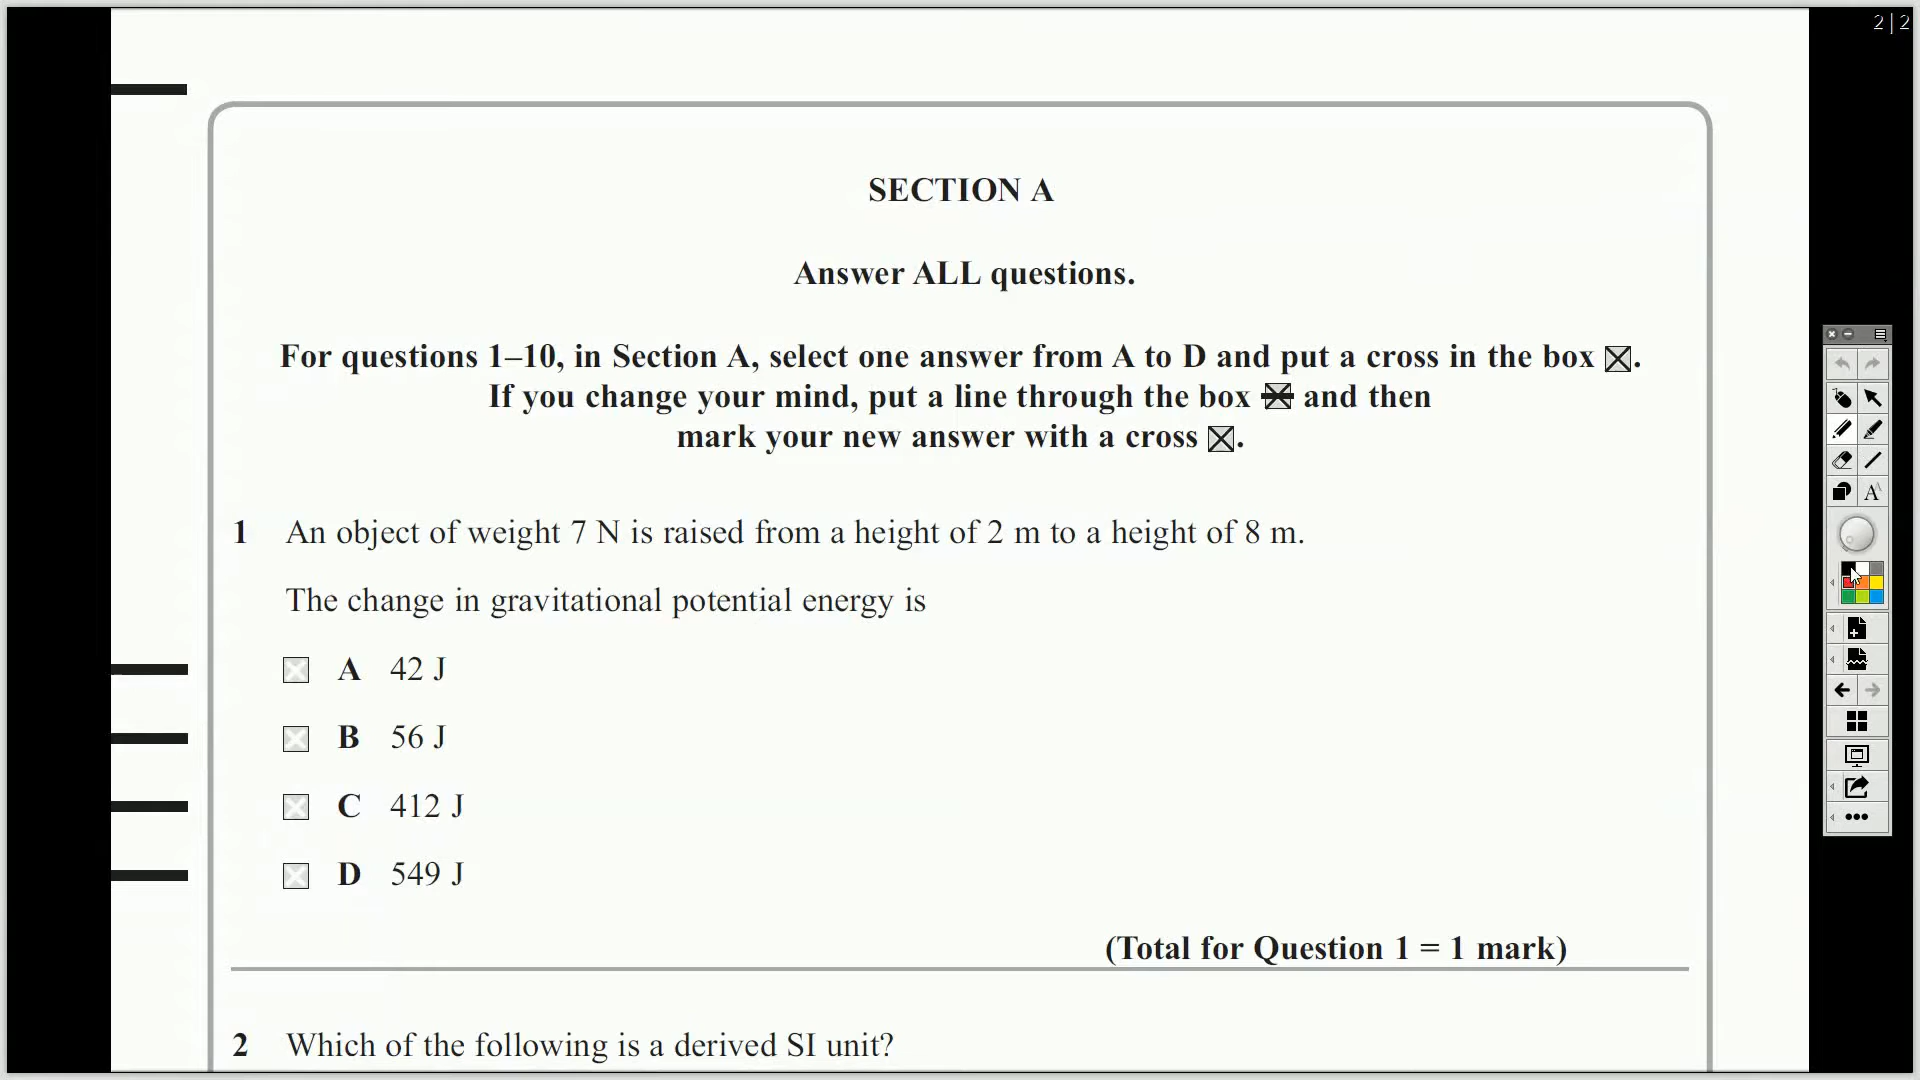 2|2
SECTION A
Answer ALL questions.
For questions 1–10, in Section A, select one answer from A to D and put a cross in the box ☒.
If you change your mind, put a line through the box ☒ and then
mark your new answer with a cross ☒.
1 An object of weight 7 N is raised from a height of 2 m to a height of 8 m.
The change in gravitational potential energy is
A 42 J
B 56 J
C 412 J
D 549 J
(Total for Question 1 = 1 mark)
2 Which of the following is a derived SI unit?